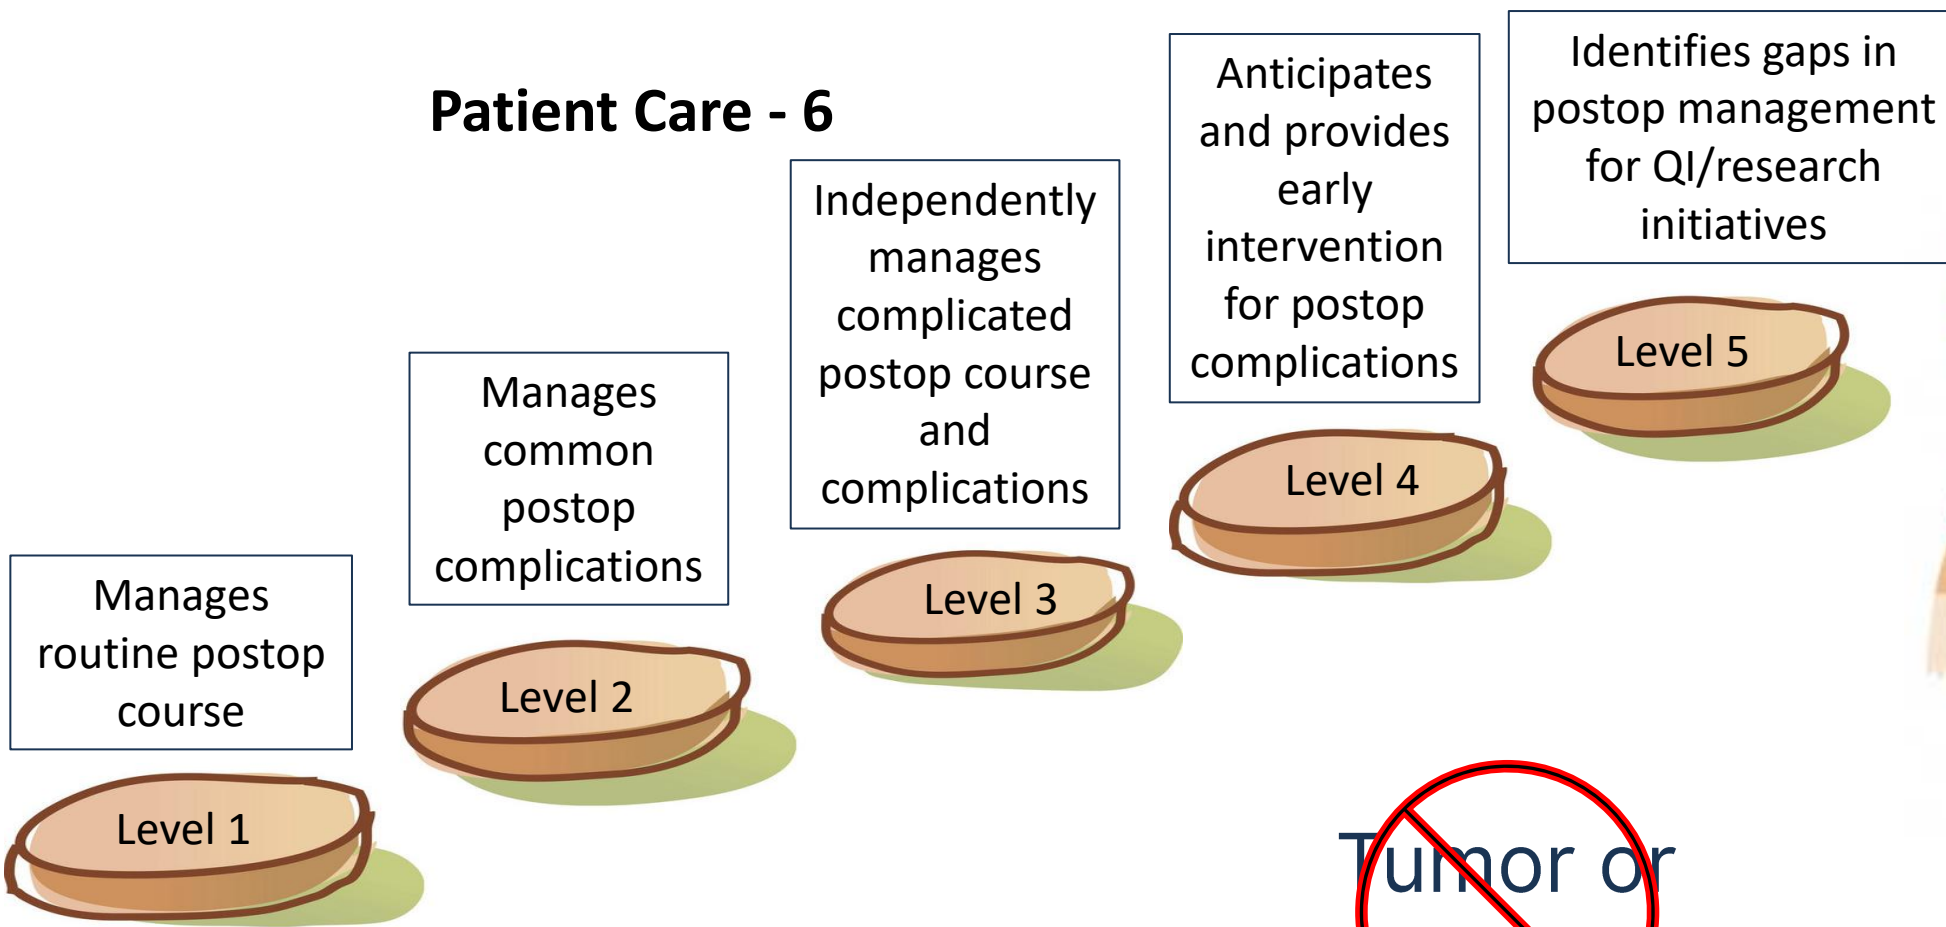 Patient Care - 6
Manages
routine postop
course
Level 1
Manages
common
postop
complications
Level 2
Independently
manages
complicated
postop course
and
complications
Level 3
Anticipates
and provides
early
intervention
for postop
complications
Level 4
Identifies gaps in
postop management
for QI/research
initiatives
Level 5
Tumor or